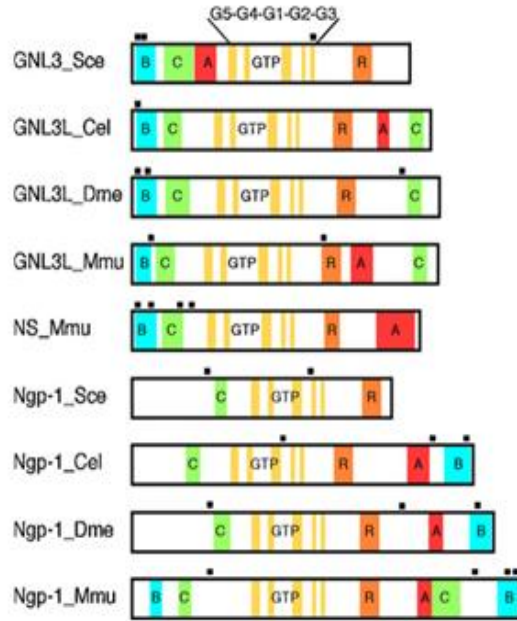 G5-G4-G1-G2-G3
GNL3_Sce B C A GTP R
GNL3L_Cel B C GTP R A C
GNL3L_Dme B C GTP R C
GNL3L_Mmu B C GTP R A C
NS_Mmu B C GTP R A
Ngp-1_Sce C GTP R
Ngp-1_Cel C GTP R A B
Ngp-1_Dme C GTP R A B
Ngp-1_Mmu B C GTP R A C B